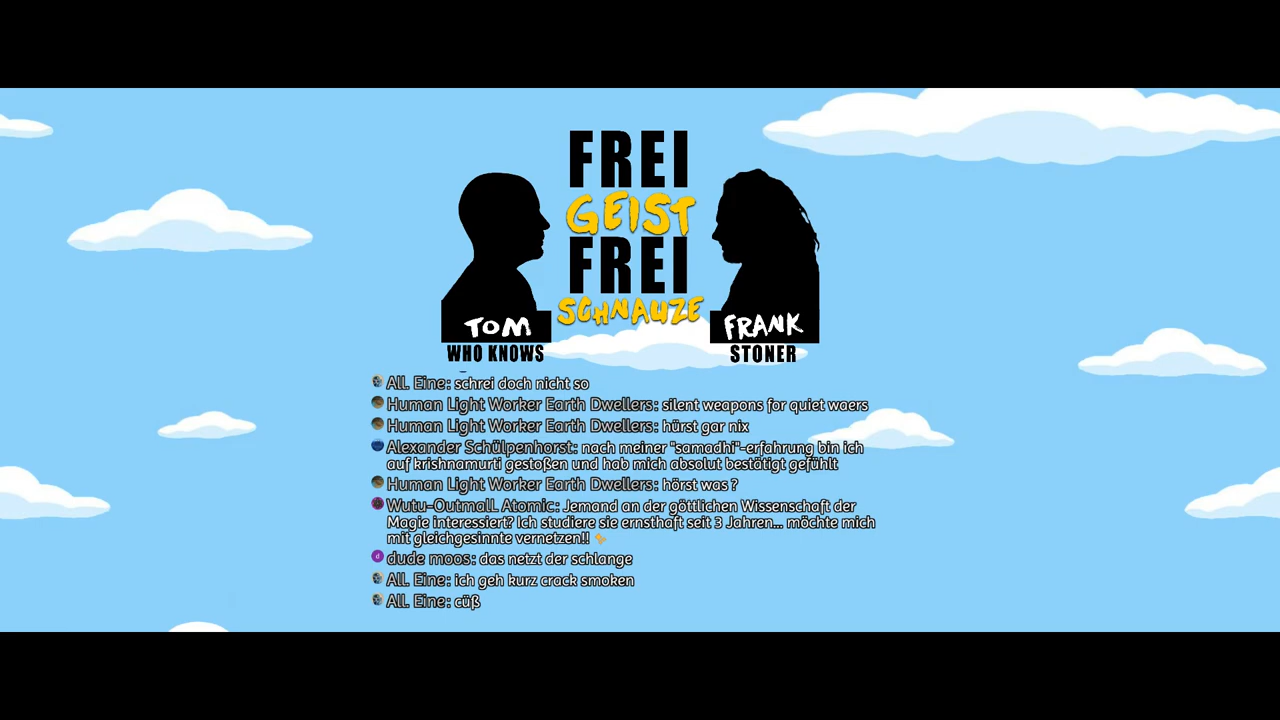 FREI
GEIST
FREI
SCHNAUZE
TOM
WHO KNOWS
FRANK
STONER
All. Eine: schrei doch nicht so
Human Light Worker Earth Dwellers: silent weapons for quiet waers
Human Light Worker Earth Dwellers: hürst gar nix
Alexander Schülpenhorst: nach meiner "samadhi"-erfahrung bin ich
auf krishnamurti gestoßen und hab mich absolut bestätigt gefühlt
Human Light Worker Earth Dwellers: hörst was ?
Wutu-Outmall Atomic: Jemand an der göttlichen Wissenschaft der
Magie interessiert? Ich studiere sie ernsthaft seit 3 Jahren... möchte mich
mit gleichgesinnte vernetzen!!
d dude moos: das netzt der schlange
All. Eine: ich geh kurz crack smoken
All. Eine: cüß